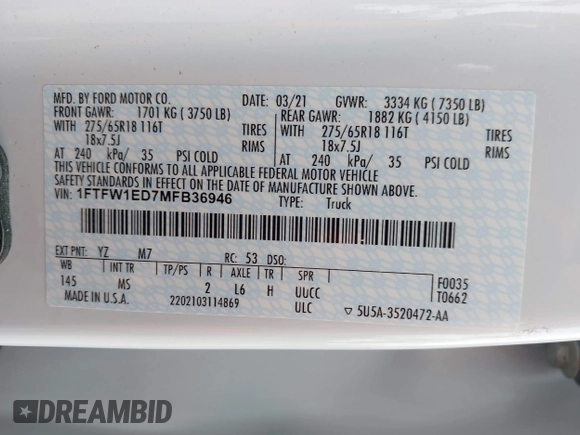 MFD. BY FORD MOTOR CO. 03/21 GVWR: 3334 KG ( 7350 LB)
FRONT GAWR: 1701 KG ( 3750 LB) REAR GAWR: 1882 KG ( 4150 LB)
WITH 275/65R18 116T TIRES WITH 275/65R18 116T TIRES
18x7.5J RIMS 18x7.5J RIMS
AT 240 kPa/ 35 PSI COLD AT 240 kPa/ 35 PSI COLD
THIS VEHICLE CONFORMS TO ALL APPLICABLE FEDERAL MOTOR VEHICLE
SAFETY STANDARDS IN EFFECT ON THE DATE OF MANUFACTURE SHOWN ABOVE.
VIN: 1FTFW1ED7MFB36946 TYPE: Truck
EXT PNT: YZ M7 RC: 53 DSO:
WB INT TR TP/PS R AXLE TR SPR F0035
145 MS 2 L6 H UUCC T0662
MADE IN U.S.A. 2202103114869 ULC 5U5A-3520472-AA
DREAMBID